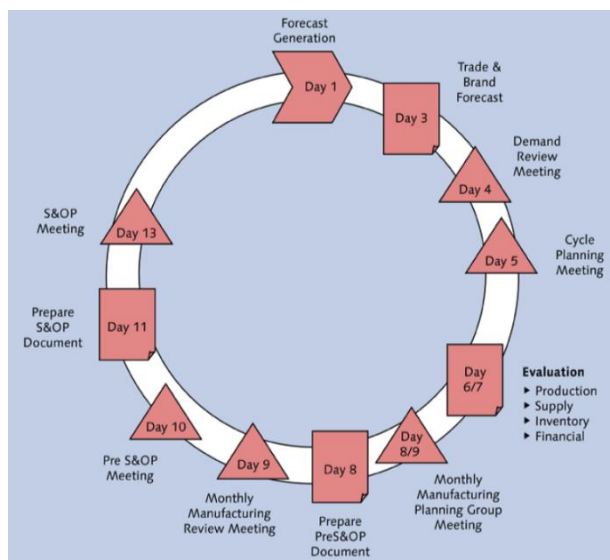 Forecast
Generation
Day 1
Trade &
Brand
Forecast
Day 3
Demand
Review
Meeting
Day 4
Cycle
Planning
Meeting
Day 5
Day
6/7
Evaluation
▸ Production
▸ Supply
▸ Inventory
▸ Financial
Day
8/9
Monthly
Manufacturing
Planning Group
Meeting
Day 8
Prepare
PreS&OP
Document
Day 9
Monthly
Manufacturing
Review Meeting
Day 10
Pre S&OP
Meeting
Day 11
Prepare
S&OP
Document
Day 13
S&OP
Meeting